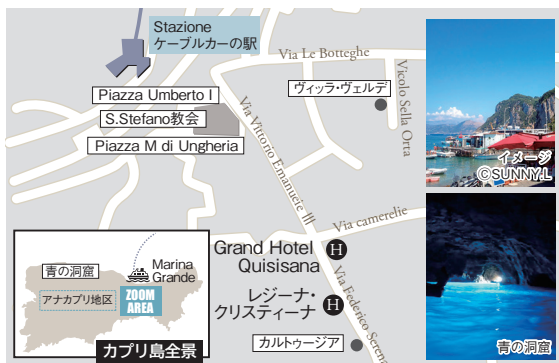 Stazione
ケーブルカーの駅
Via Le Botteghe
Piazza Umberto I
S.Stefano教会
Piazza M di Ungheria
ヴィッラ・ヴェルデ
Vicolo Sella Orta
Via Vittorio Emanuele III
イメージ
©SUNNY.L
Via camerelie
Grand Hotel
Quisisana
H
レジーナ・
クリスティーナ
H
Via Federico Serena
カルトゥージア
青の洞窟
Marina
Grande
アナカプリ地区
ZOOM
AREA
カプリ島全景
青の洞窟